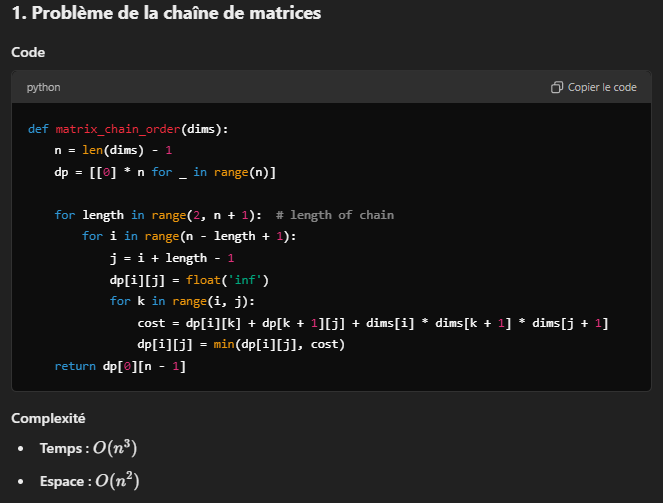 1. Problème de la chaîne de matrices
Code
python
Copier le code
def matrix_chain_order(dims):
    n = len(dims) - 1
    dp = [[0] * n for _ in range(n)]

    for length in range(2, n + 1):  # length of chain
        for i in range(n - length + 1):
            j = i + length - 1
            dp[i][j] = float('inf')
            for k in range(i, j):
                cost = dp[i][k] + dp[k + 1][j] + dims[i] * dims[k + 1] * dims[j + 1]
                dp[i][j] = min(dp[i][j], cost)
    return dp[0][n - 1]
Complexité
• Temps : O(n³)
• Espace : O(n²)